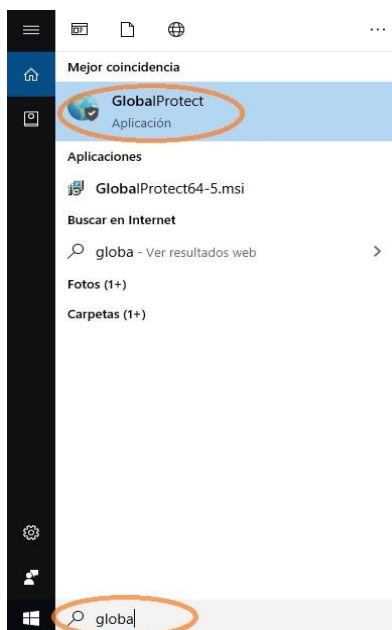 ...
Mejor coincidencia
GlobalProtect
Aplicación
Aplicaciones
GlobalProtect64-5.msi
Buscar en Internet
globa - Ver resultados web
Fotos (1+)
Carpetas (1+)
globa